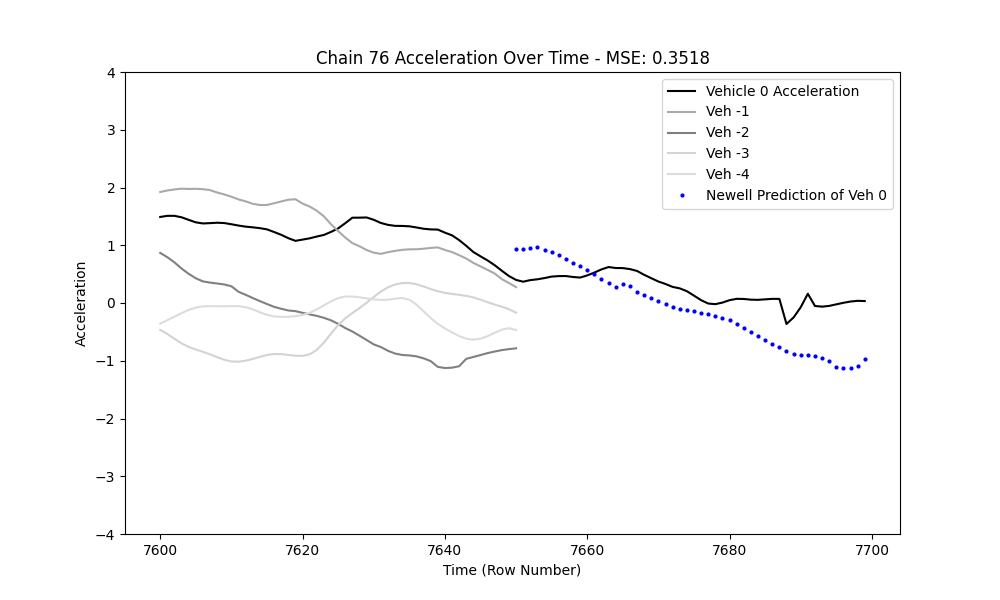 Chain 76 Acceleration Over Time - MSE: 0.3518
Vehicle 0 Acceleration
Veh -1
Veh -2
Veh -3
Veh -4
Newell Prediction of Veh 0
Acceleration
4
3
2
1
0
−1
−2
−3
−4
7600
7620
7640
7660
7680
7700
Time (Row Number)